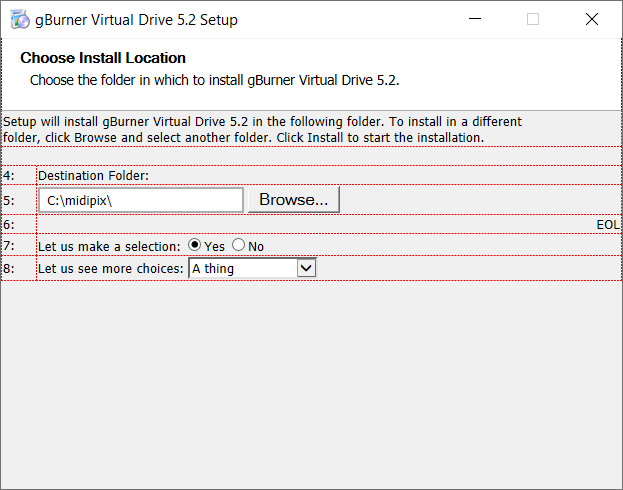 gBurner Virtual Drive 5.2 Setup
Choose Install Location
Choose the folder in which to install gBurner Virtual Drive 5.2.
Setup will install gBurner Virtual Drive 5.2 in the following folder. To install in a different
folder, click Browse and select another folder. Click Install to start the installation.
4: Destination Folder:
5: C:\midipix\ Browse...
6: EOL
7: Let us make a selection: Yes No
8: Let us see more choices: A thing